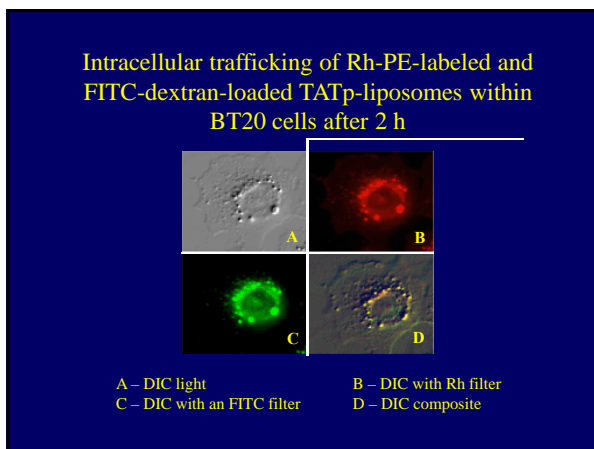 Intracellular trafficking of Rh-PE-labeled and
FITC-dextran-loaded TATp-liposomes within
BT20 cells after 2 h
A
B
C
D
A – DIC light
B – DIC with Rh filter
C – DIC with an FITC filter
D – DIC composite